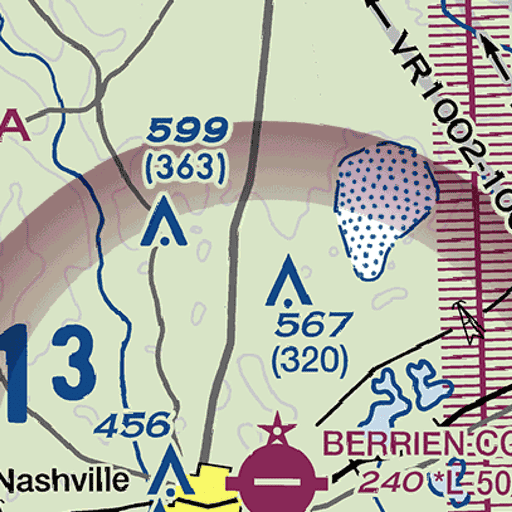 VR1002-100
A
599
(363)
567
(320)
13
456
BERRIEN CO
Nashville
240 *L 50